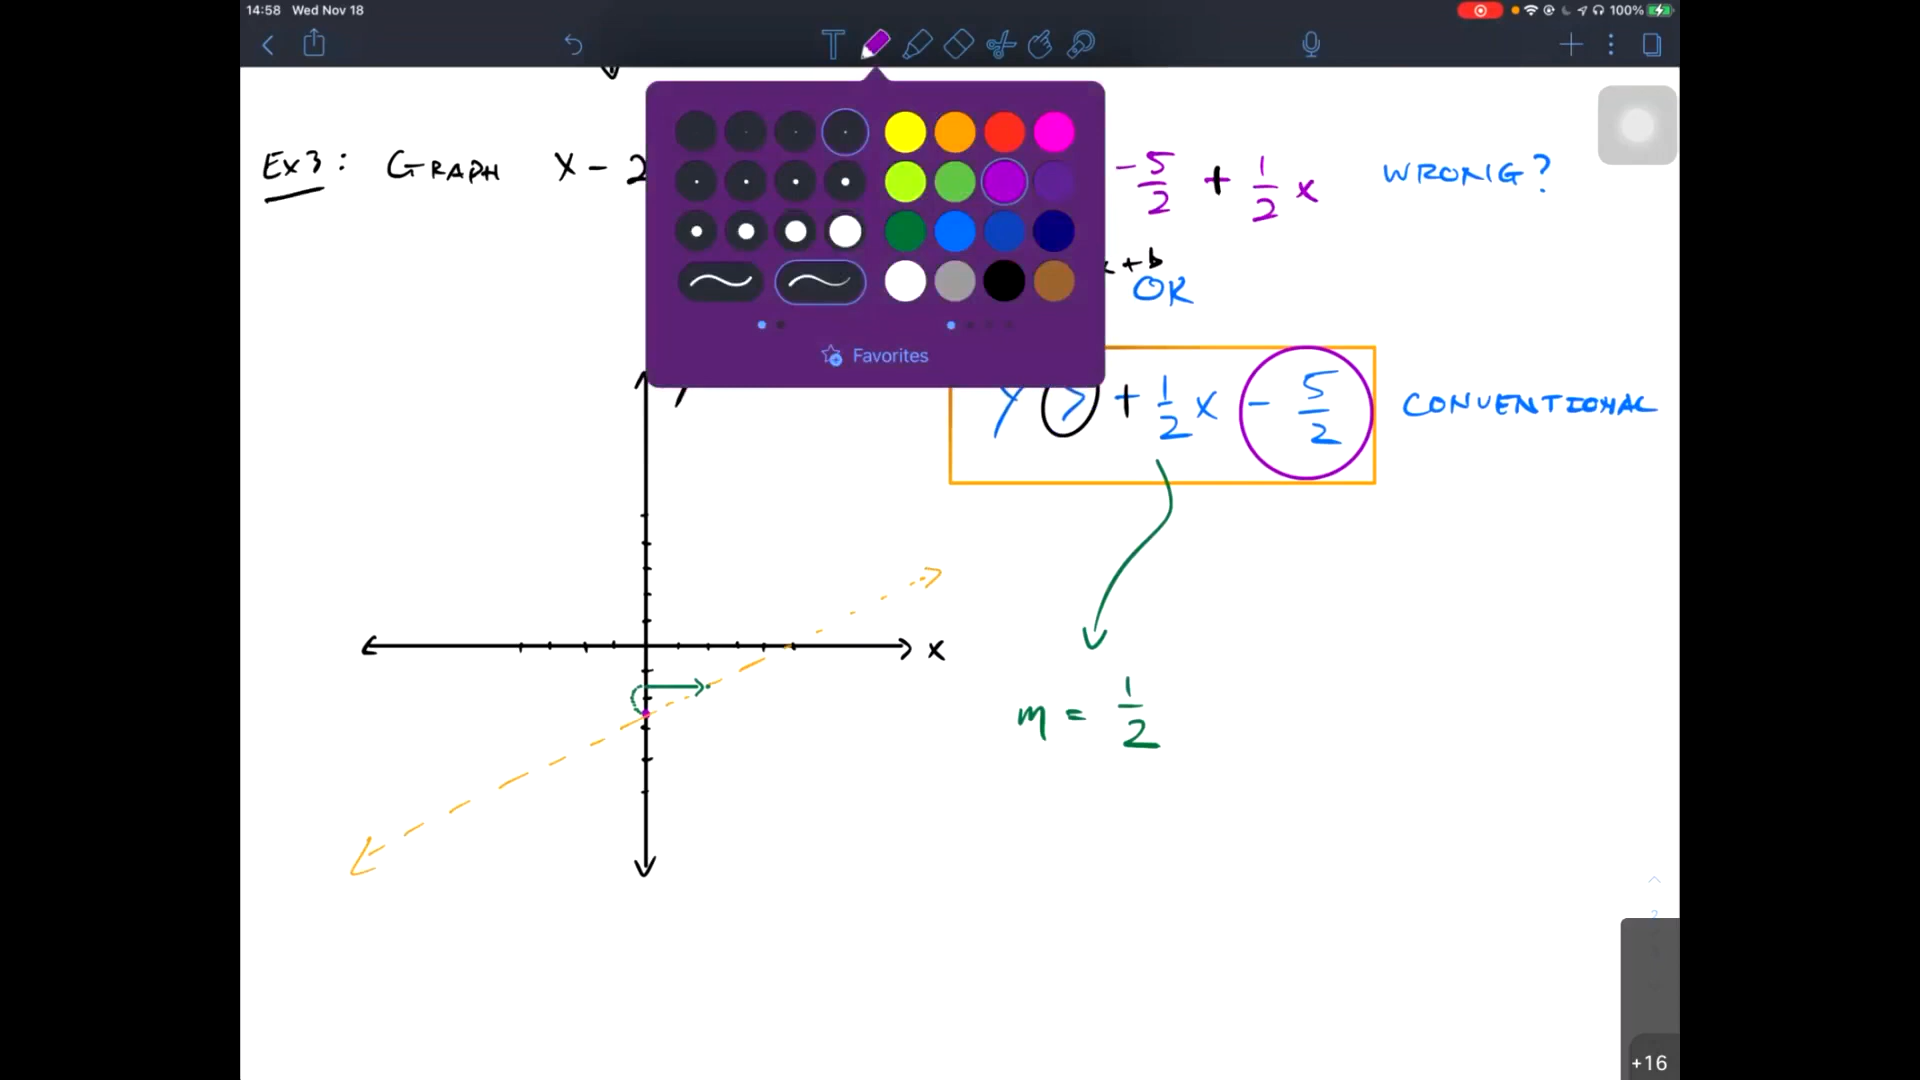 14:58 Wed Nov 18
100%
T
Ex3: GRAPH x - 2
-5/2 + 1/2 x WRONG?
x + b
OR
Favorites
y > + 1/2 x - 5/2 CONVENTIONAL
x
m = 1/2
2
+16